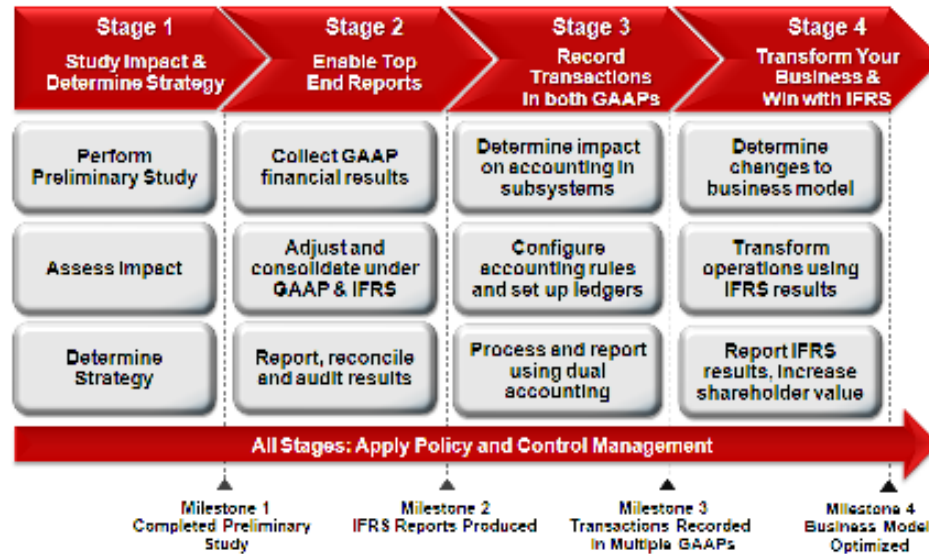 Stage 1
Study Impact &
Determine Strategy
Stage 2
Enable Top
End Reports
Stage 3
Record
Transactions
In both GAAPs
Stage 4
Transform Your
Business &
Win with IFRS
Perform
Preliminary Study
Collect GAAP
financial results
Determine impact
on accounting in
subsystems
Determine
changes to
business model
Assess Impact
Adjust and
consolidate under
GAAP & IFRS
Configure
accounting rules
and set up ledgers
Transform
operations using
IFRS results
Determine
Strategy
Report, reconcile
and audit results
Process and report
using dual
accounting
Report IFRS
results, increase
shareholder value
All Stages: Apply Policy and Control Management
Milestone 1
Completed Preliminary
Study
Milestone 2
IFRS Reports Produced
Milestone 3
Transactions Recorded
In Multiple GAAPs
Milestone 4
Business Model
Optimized